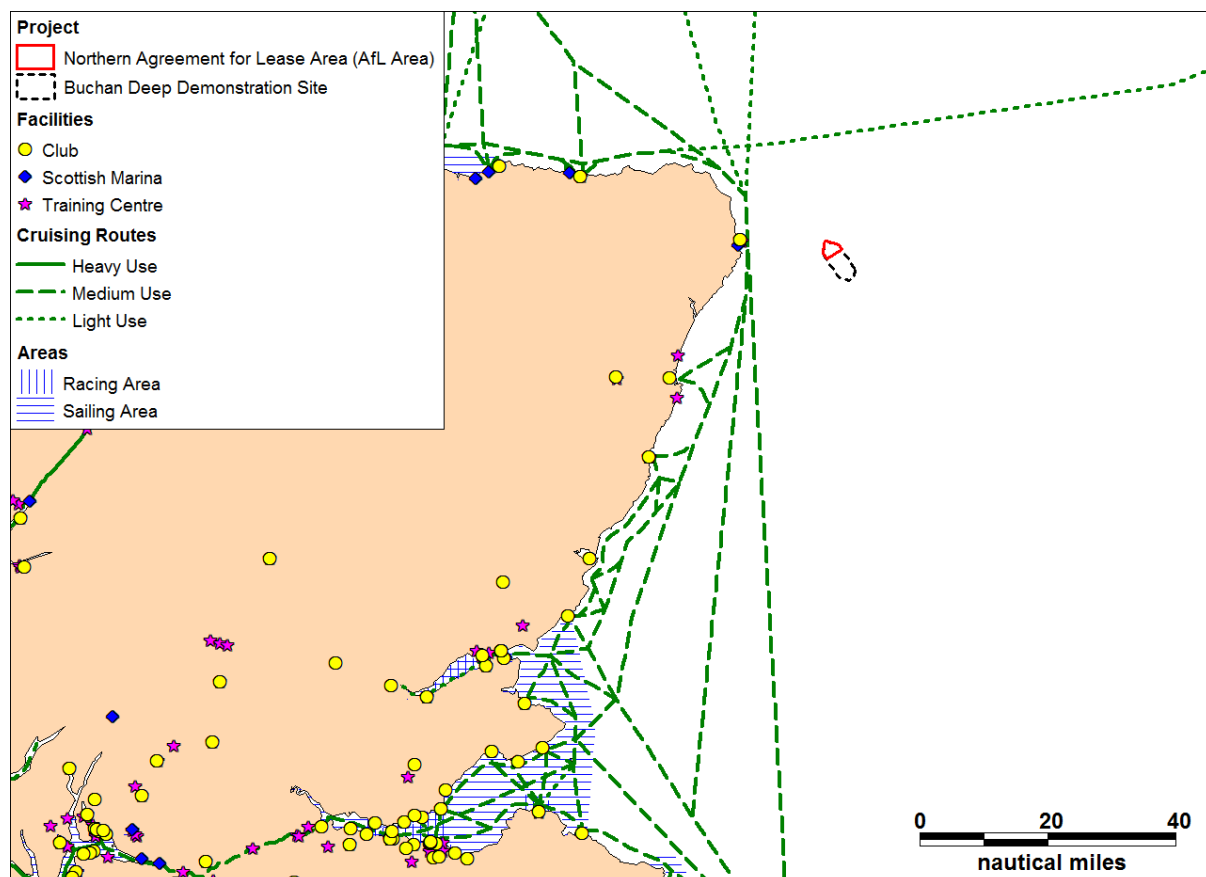 Project
Northern Agreement for Lease Area (AfL Area)
Buchan Deep Demonstration Site
Facilities
Club
Scottish Marina
Training Centre
Cruising Routes
Heavy Use
Medium Use
Light Use
Areas
Racing Area
Sailing Area
0 20 40
nautical miles